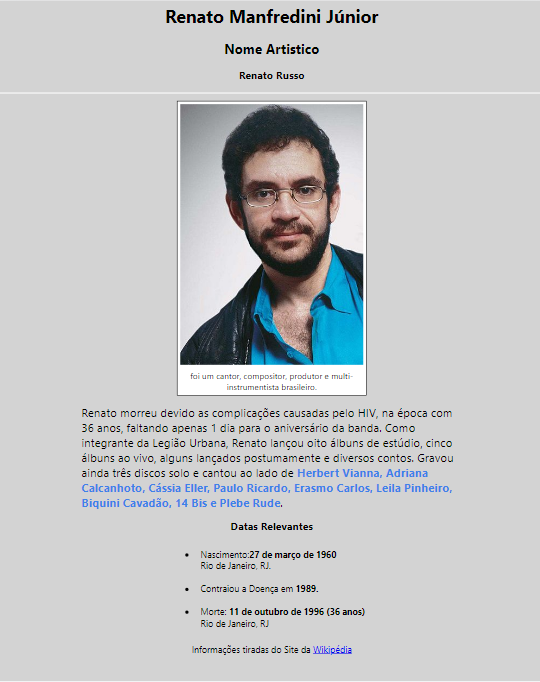 Renato Manfredini Júnior
Nome Artistico
Renato Russo
foi um cantor, compositor, produtor e multi-
instrumentista brasileiro.
Renato morreu devido as complicações causadas pelo HIV, na época com
36 anos, faltando apenas 1 dia para o aniversário da banda. Como
integrante da Legião Urbana, Renato lançou oito álbuns de estúdio, cinco
álbuns ao vivo, alguns lançados postumamente e diversos contos. Gravou
ainda três discos solo e cantou ao lado de Herbert Vianna, Adriana
Calcanhoto, Cássia Eller, Paulo Ricardo, Erasmo Carlos, Leila Pinheiro,
Biquini Cavadão, 14 Bis e Plebe Rude.
Datas Relevantes
• Nascimento:27 de março de 1960
Rio de Janeiro, RJ.
• Contraiou a Doença em 1989.
• Morte: 11 de outubro de 1996 (36 anos)
Rio de Janeiro, RJ
Informações tiradas do Site da Wikipédia